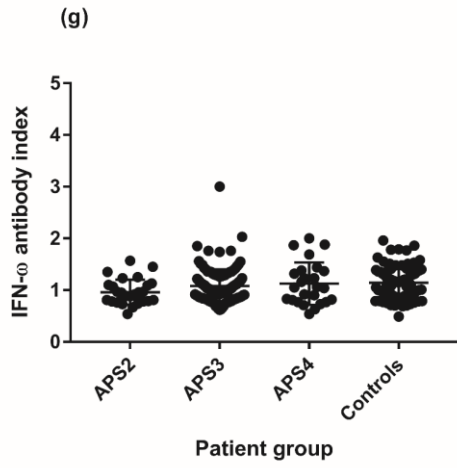 (g)
IFN-ω antibody index
5
4
3
2
1
0
APS2
APS3
APS4
Controls
Patient group